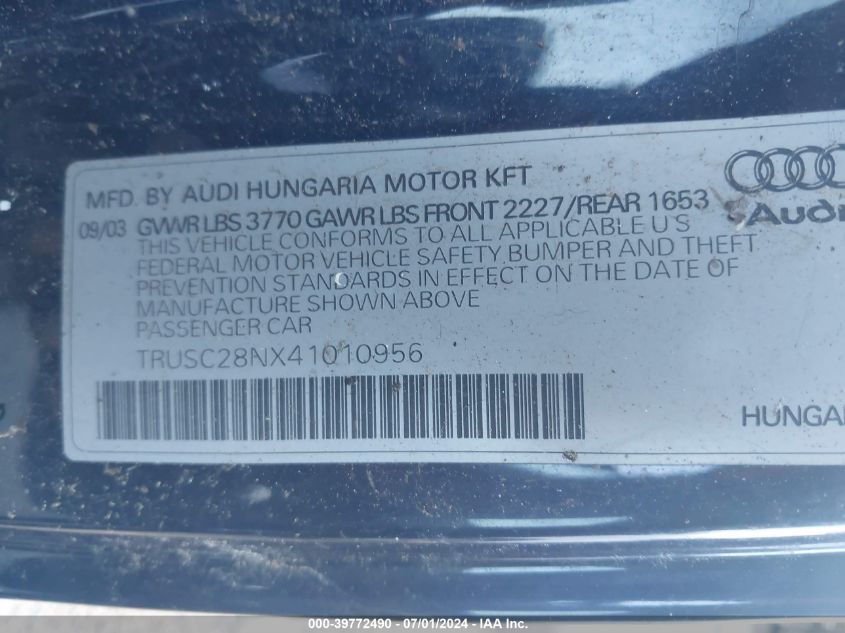 MFD. BY AUDI HUNGARIA MOTOR KFT
09/03 GVWR LBS 3770 GAWR LBS FRONT 2227/REAR 1653
THIS VEHICLE CONFORMS TO ALL APPLICABLE U S
FEDERAL MOTOR VEHICLE SAFETY, BUMPER AND THEFT
PREVENTION STANDARDS IN EFFECT ON THE DATE OF
MANUFACTURE SHOWN ABOVE
PASSENGER CAR
TRUSC28NX41010956
Audi
HUNGAR
000-39772490 - 07/01/2024 - IAA Inc.